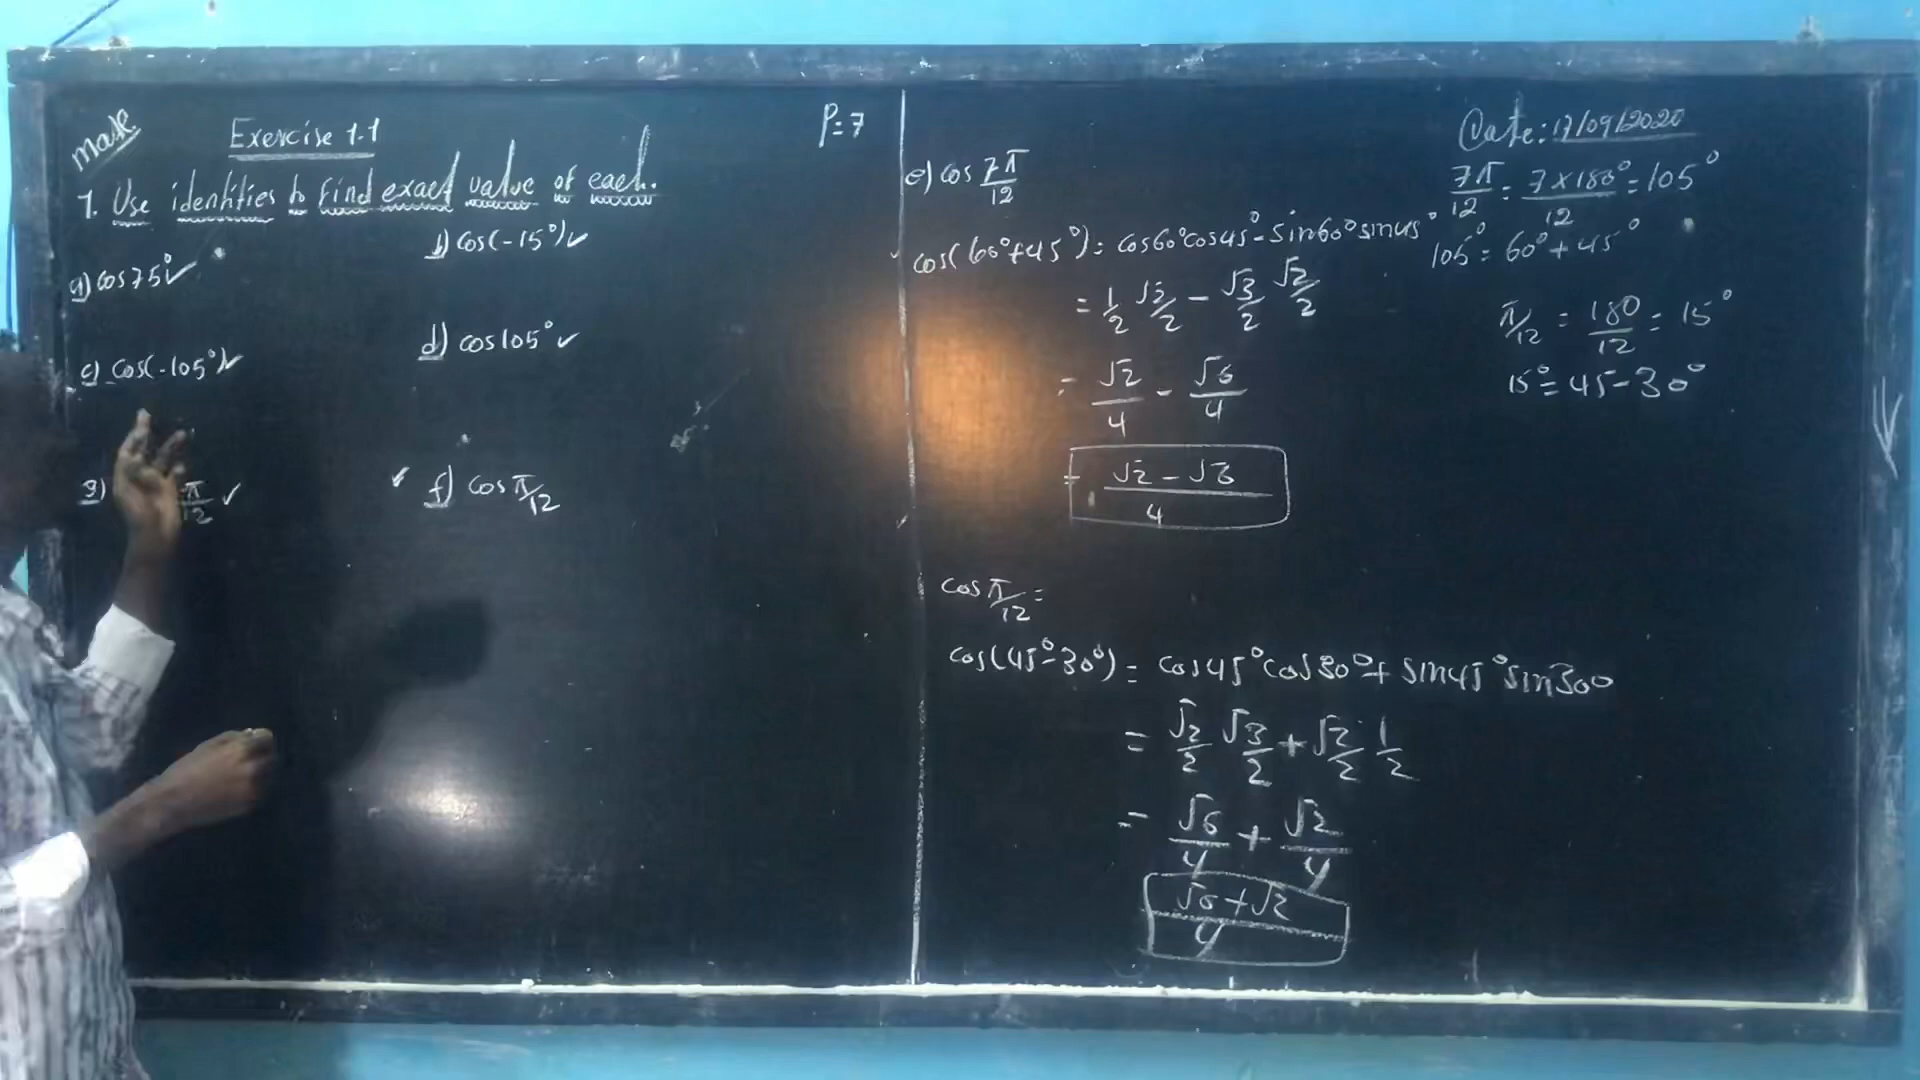 Math
Exercise 1.1
P=7
1. Use identities to find exact value of each.
a) cos75° ✓
b) cos(-15°) ✓
c) cos(-105°) ✓
d) cos105° ✓
π/12 ✓
✓ f) cos π/12
Date: 17/09/2020
e) cos 7π/12
7π/12 = 7×180°/12 = 105°
105° = 60° + 45°
cos(60°+45°) = cos60°cos45° - sin60°sin45°
= 1/2 √2/2 - √3/2 √2/2
= √2/4 - √6/4
= √2 - √6/4
π/12 = 180/12 = 15°
15° = 45 - 30°
cos π/12 =
cos(45°-30°) = cos45°cos30° + sin45°sin30°
= √2/2 √3/2 + √2/2 1/2
= √6/4 + √2/4
√6+√2/4